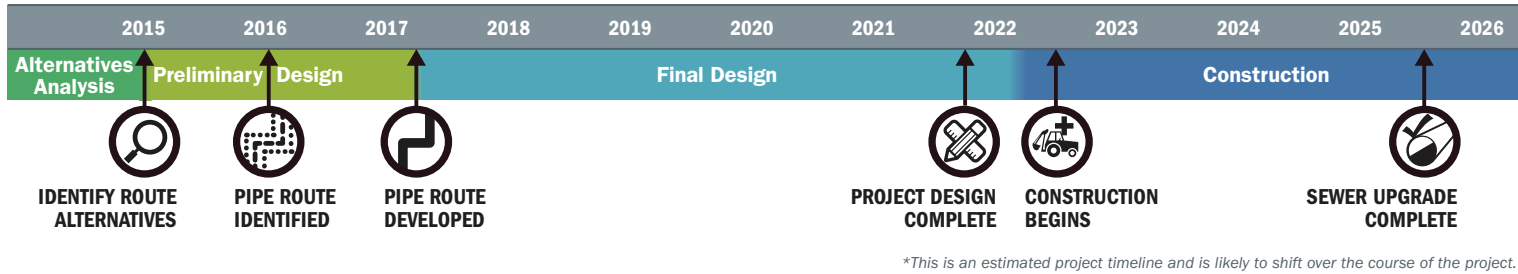 2015 2016 2017 2018 2019 2020 2021 2022 2023 2024 2025 2026
Alternatives
Analysis
Preliminary Design
Final Design
Construction
IDENTIFY ROUTE
ALTERNATIVES
PIPE ROUTE
IDENTIFIED
PIPE ROUTE
DEVELOPED
PROJECT DESIGN
COMPLETE
CONSTRUCTION
BEGINS
SEWER UPGRADE
COMPLETE
*This is an estimated project timeline and is likely to shift over the course of the project.